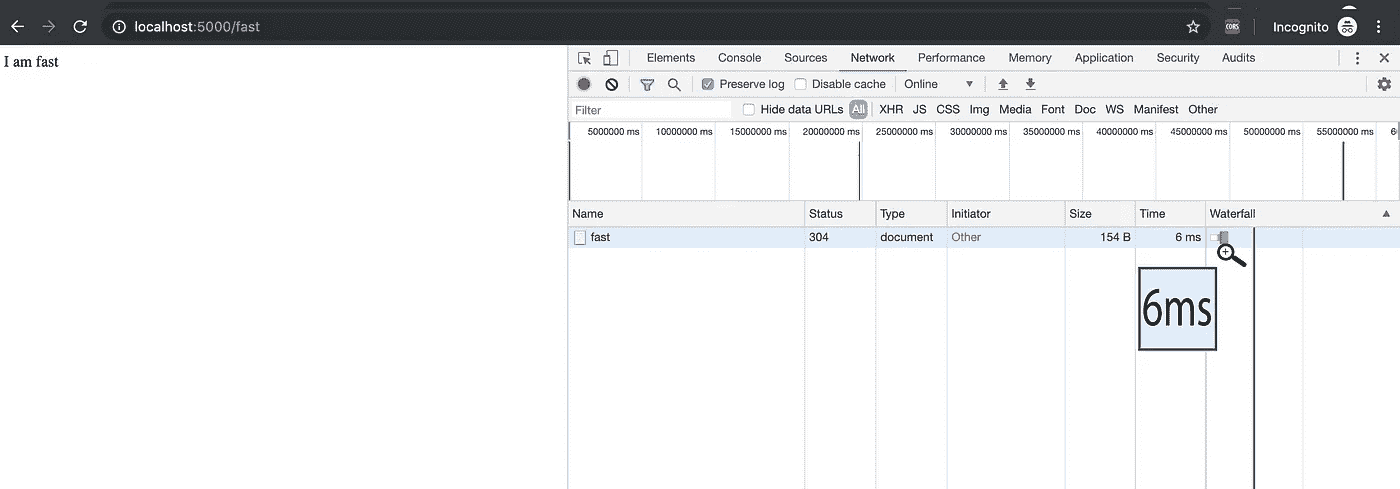 localhost:5000/fast
CORS
Incognito
I am fast
Elements Console Sources Network Performance Memory Application Security Audits
Preserve log Disable cache Online
Filter Hide data URLs All XHR JS CSS Img Media Font Doc WS Manifest Other
5000000 ms 10000000 ms 15000000 ms 20000000 ms 25000000 ms 30000000 ms 35000000 ms 40000000 ms 45000000 ms 50000000 ms 55000000 ms
Name Status Type Initiator Size Time Waterfall
fast 304 document Other 154 B 6 ms
6ms